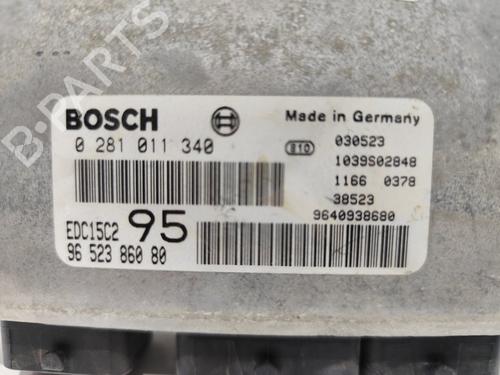 B-PARTS
BOSCH
Made in Germany
0 281 011 340
810
030523
1039S02848
1166 0378
38523
9640938680
EDC15C2 95
96 523 860 80